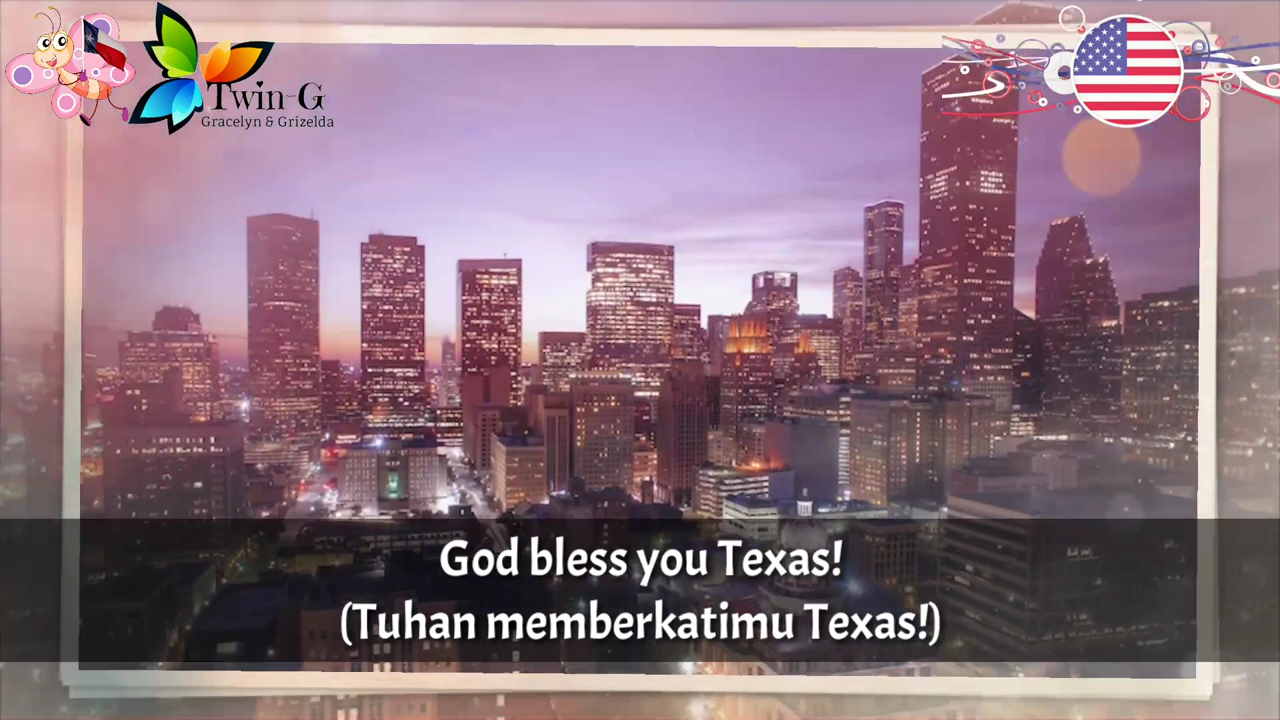 Twin-G
Gracelyn & Grizelda
God bless you Texas!
(Tuhan memberkatimu Texas!)